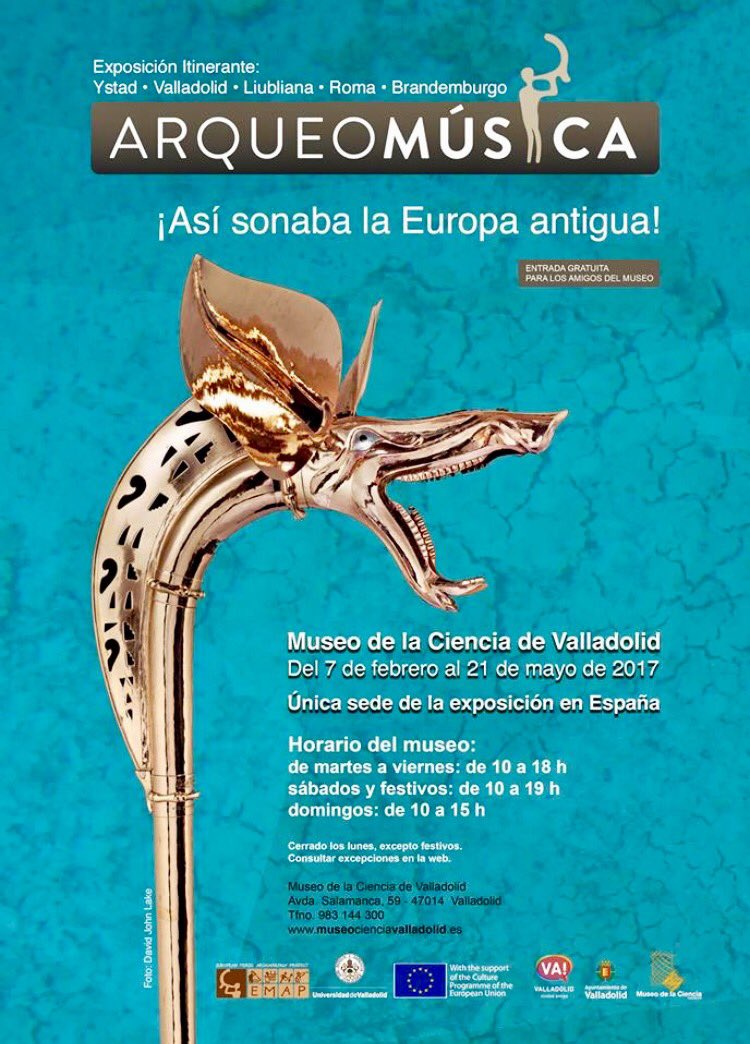 Exposición Itinerante:
Ystad • Valladolid • Liubliana • Roma • Brandemburgo
ARQUEOMÚSICA
¡Así sonaba la Europa antigua!
ENTRADA GRATUITA
PARA LOS AMIGOS DEL MUSEO
Museo de la Ciencia de Valladolid
Del 7 de febrero al 21 de mayo de 2017
Única sede de la exposición en España
Horario del museo:
de martes a viernes: de 10 a 18 h
sábados y festivos: de 10 a 19 h
domingos: de 10 a 15 h
Cerrado los lunes, excepto festivos.
Consultar excepciones en la web.
Museo de la Ciencia de Valladolid
Avda. Salamanca, 59 - 47014 Valladolid
Tfno. 983 144 300
www.museocienciavalladolid.es
Foto: David John Lake
EUROPEAN MUSIC ARCHAEOLOGY PROJECT
EMAP
Universidad de Valladolid
With the support
of the Culture
Programme of the
European Union
VA!
VALLADOLID
ciudad amiga
Ayuntamiento de
Valladolid
Museo de la Ciencia